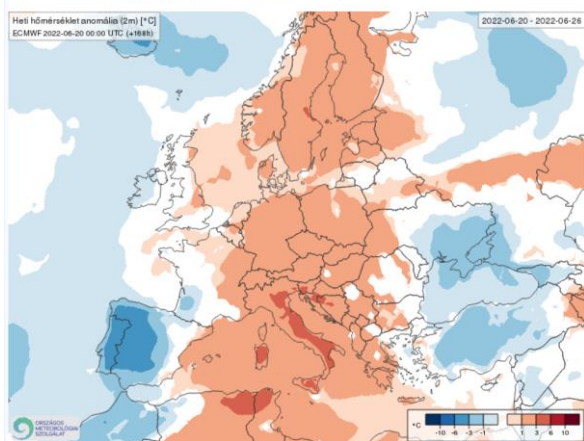 Heti hőmérséklet anomália (2m) [°C]
ECMWF 2022-06-20 00:00 UTC (+168h)
2022-06-20 - 2022-06-26
ORSZÁGOS
METEOROLÓGIAI
SZOLGÁLAT
°C
-10 -6 -3 -1 1 3 6 10